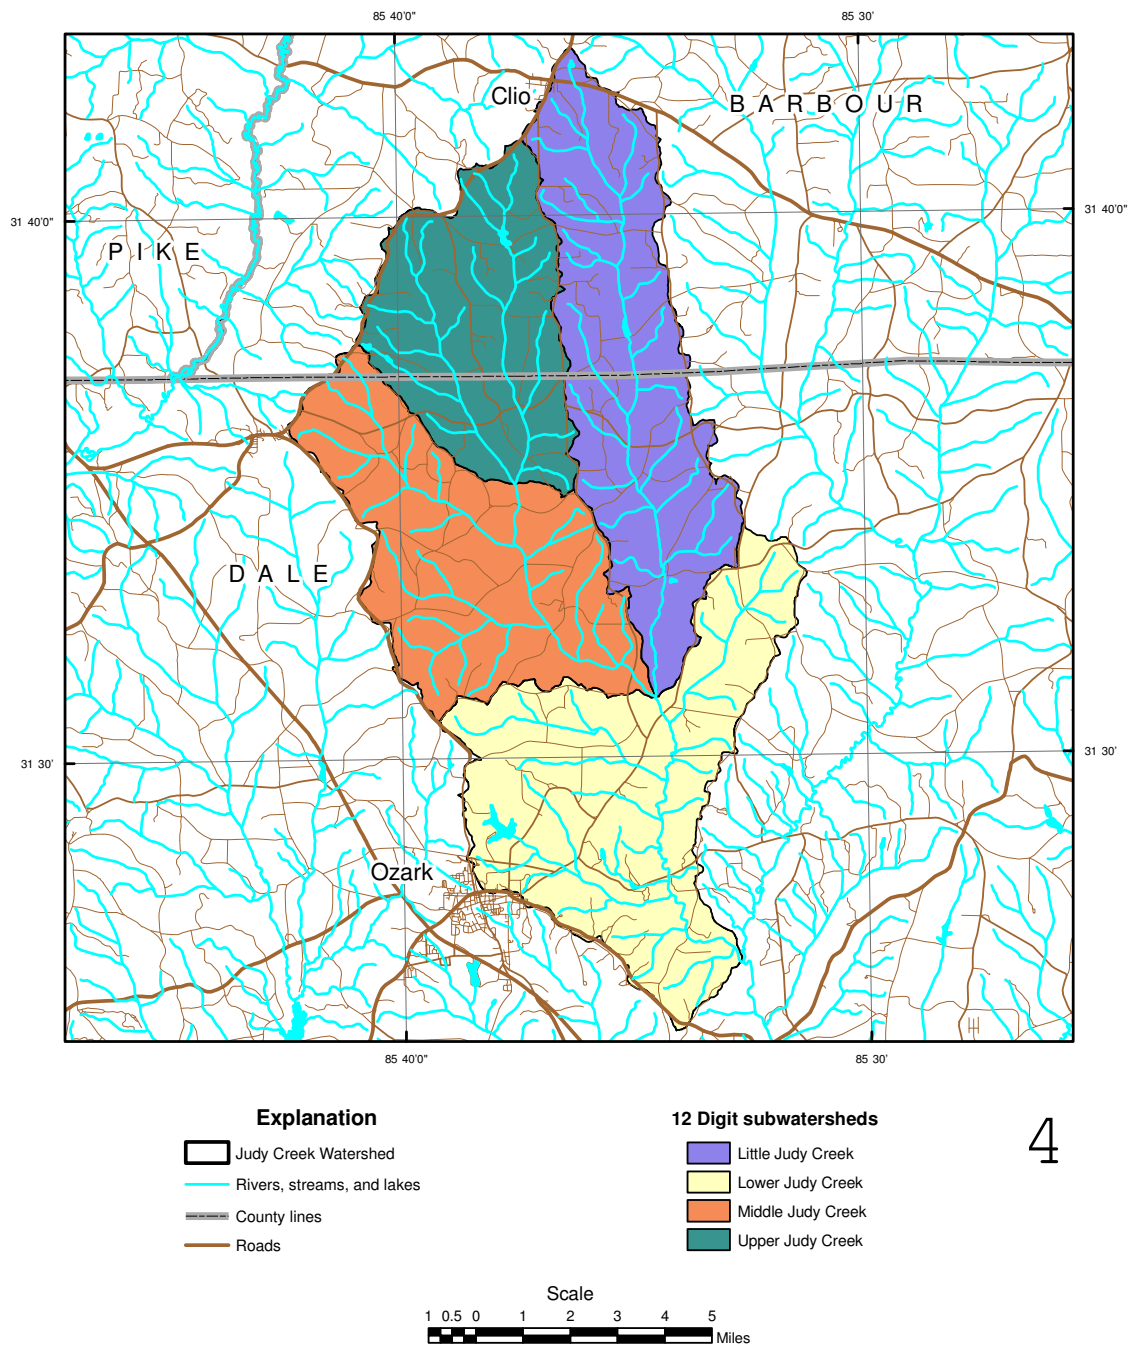 85 40'0"
85 30'
Clio
BARBOUR
31 40'0"
31 40'0"
PIKE
DALE
31 30'
31 30'
Ozark
85 40'0"
85 30'
Explanation
Judy Creek Watershed
Rivers, streams, and lakes
County lines
Roads
12 Digit subwatersheds
Little Judy Creek
Lower Judy Creek
Middle Judy Creek
Upper Judy Creek
4
Scale
1 0.5 0 1 2 3 4 5
Miles